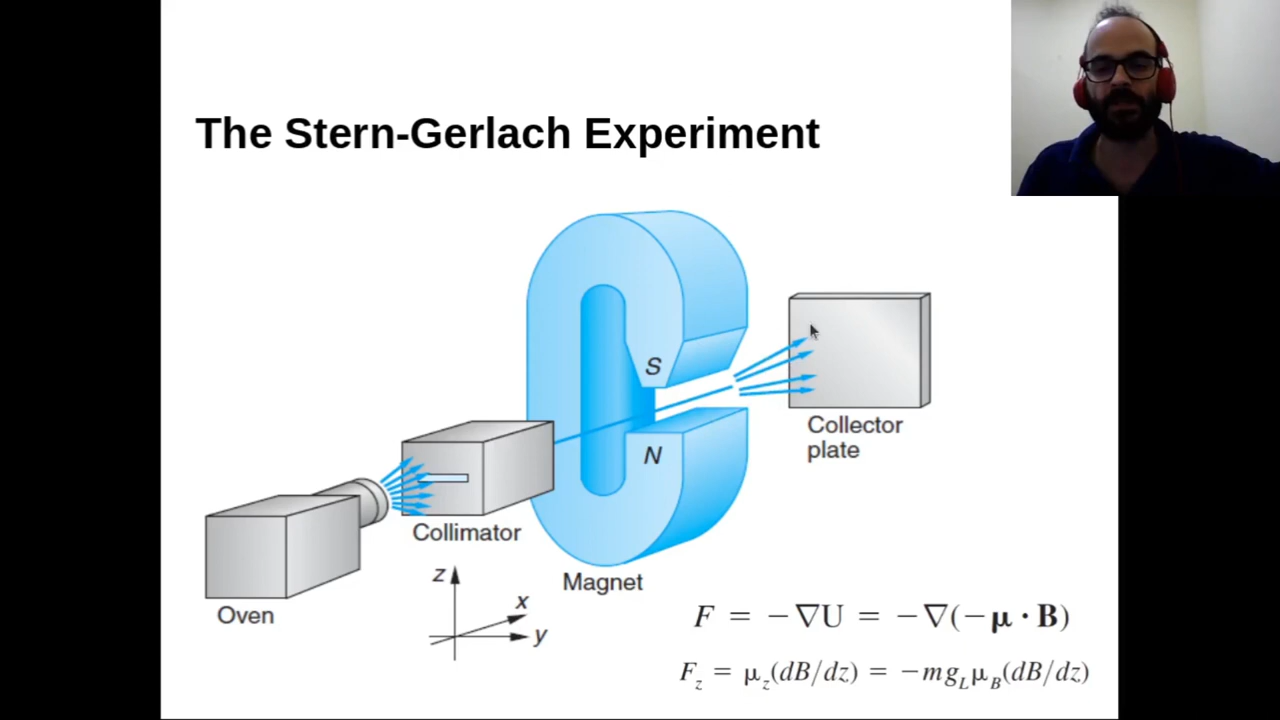 The Stern-Gerlach Experiment
S
N
Collector
plate
Collimator
Magnet
Oven
z
x
y
F = −∇U = −∇(−μ · B)
F_z = μ_z(dB/dz) = −mg_Lμ_B(dB/dz)